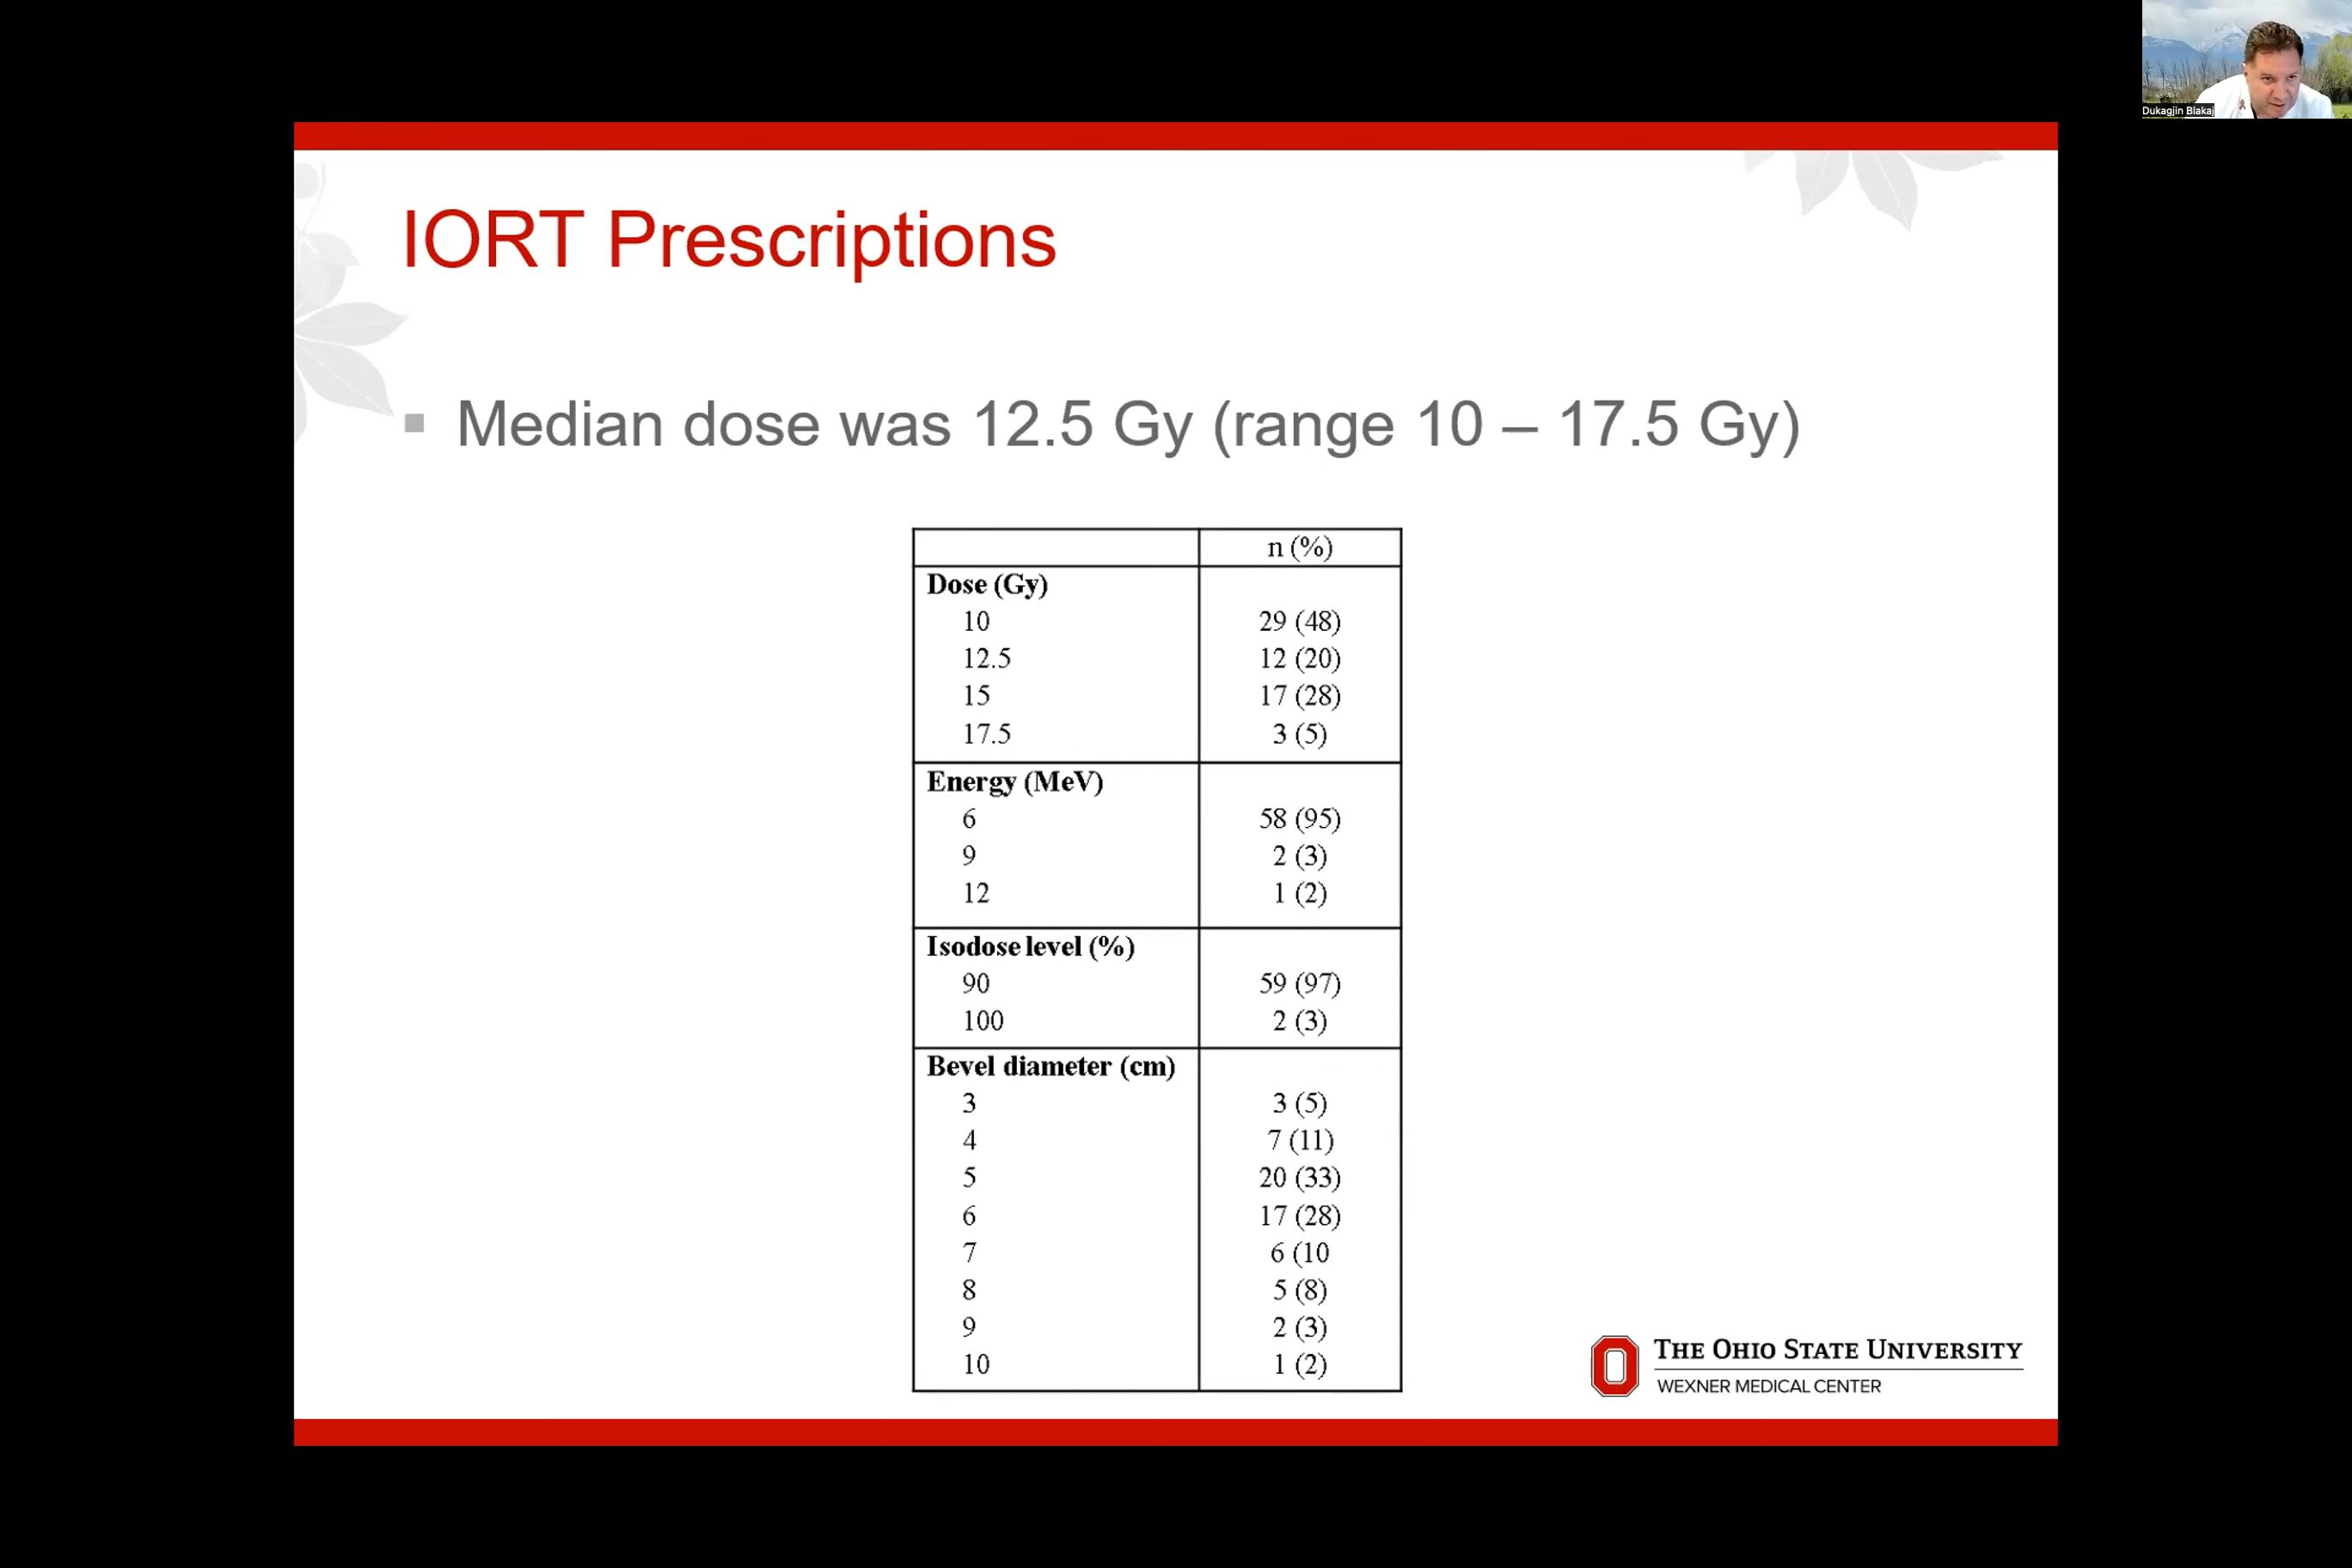 Dukagjin Blakaj
IORT Prescriptions
▪ Median dose was 12.5 Gy (range 10 – 17.5 Gy)
n (%)
Dose (Gy)
10 29 (48)
12.5 12 (20)
15 17 (28)
17.5 3 (5)
Energy (MeV)
6 58 (95)
9 2 (3)
12 1 (2)
Isodose level (%)
90 59 (97)
100 2 (3)
Bevel diameter (cm)
3 3 (5)
4 7 (11)
5 20 (33)
6 17 (28)
7 6 (10
8 5 (8)
9 2 (3)
10 1 (2)
THE OHIO STATE UNIVERSITY
WEXNER MEDICAL CENTER